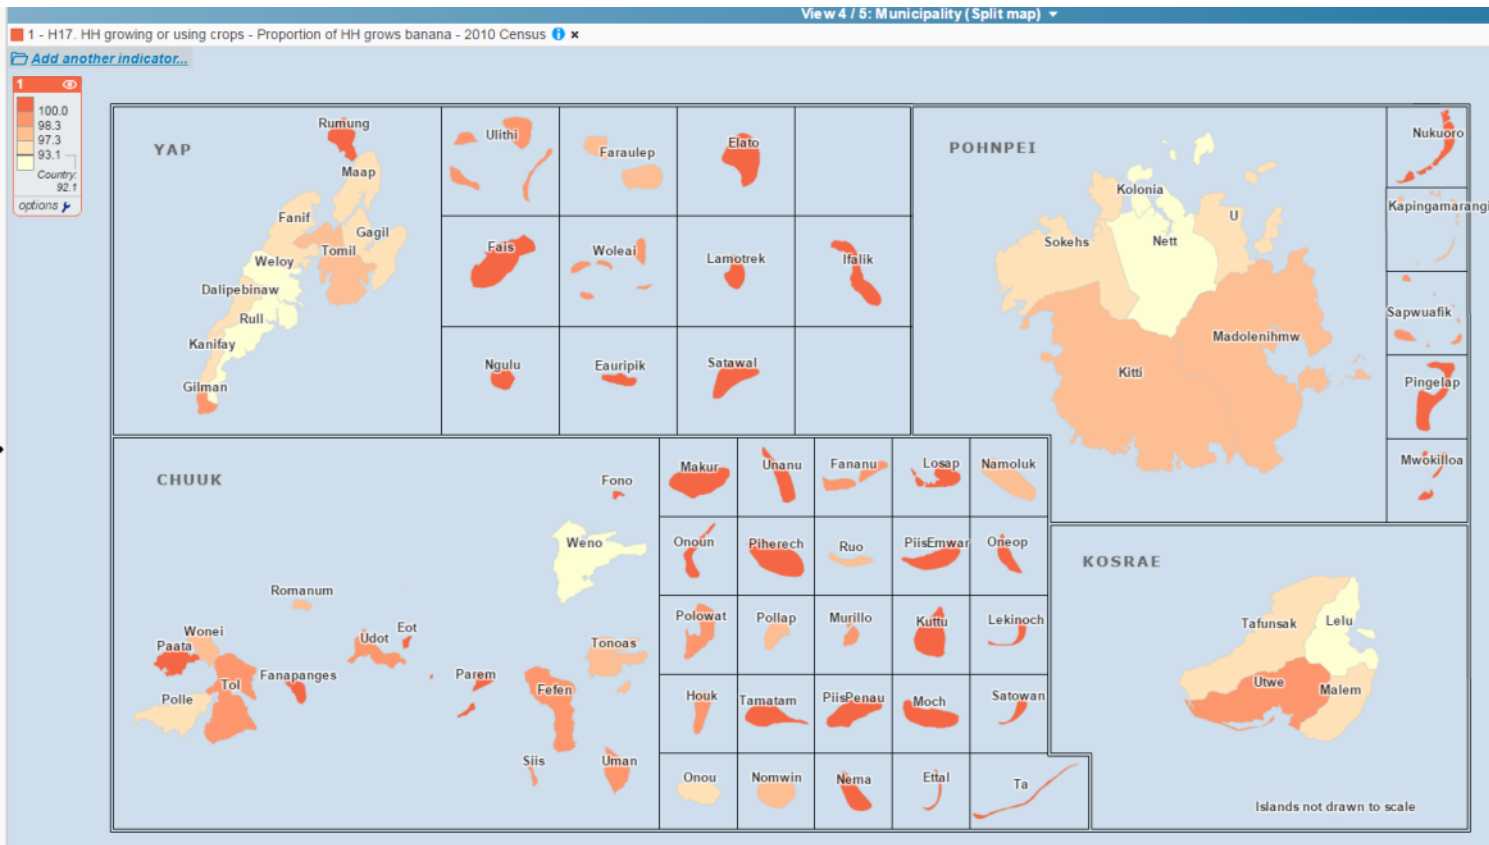 View 4 / 5: Municipality (Split map)
1 - H17. HH growing or using crops - Proportion of HH grows banana - 2010 Census
Add another indicator...
1
100.0
98.3
97.3
93.1
Country:
92.1
options
YAP
Rumung
Maap
Fanif
Gagil
Tomil
Weloy
Dalipebinaw
Rull
Kanifay
Gilman
Ulithi
Faraulep
Elato
Fais
Woleai
Lamotrek
Ifalik
Ngulu
Eauripik
Satawal
POHNPEI
Kolonia
U
Sokehs
Nett
Madolenihmw
Kitti
Nukuoro
Kapingamarangi
Sapwuafik
Pingelap
Mwokilloa
CHUUK
Fono
Weno
Romanum
Wonei
Eot
Udot
Paata
Tonoas
Fanapanges
Parem
Tol
Fefen
Polle
Siis
Uman
Makur
Unanu
Fananu
Losap
Namoluk
Onoun
Piherech
Ruo
PiisEmwar
Oneop
Polowat
Pollap
Murillo
Kuttu
Lekinoch
Houk
Tamatam
PiisPenau
Moch
Satowan
Onou
Nomwin
Nema
Ettal
Ta
KOSRAE
Tafunsak
Lelu
Utwe
Malem
Islands not drawn to scale